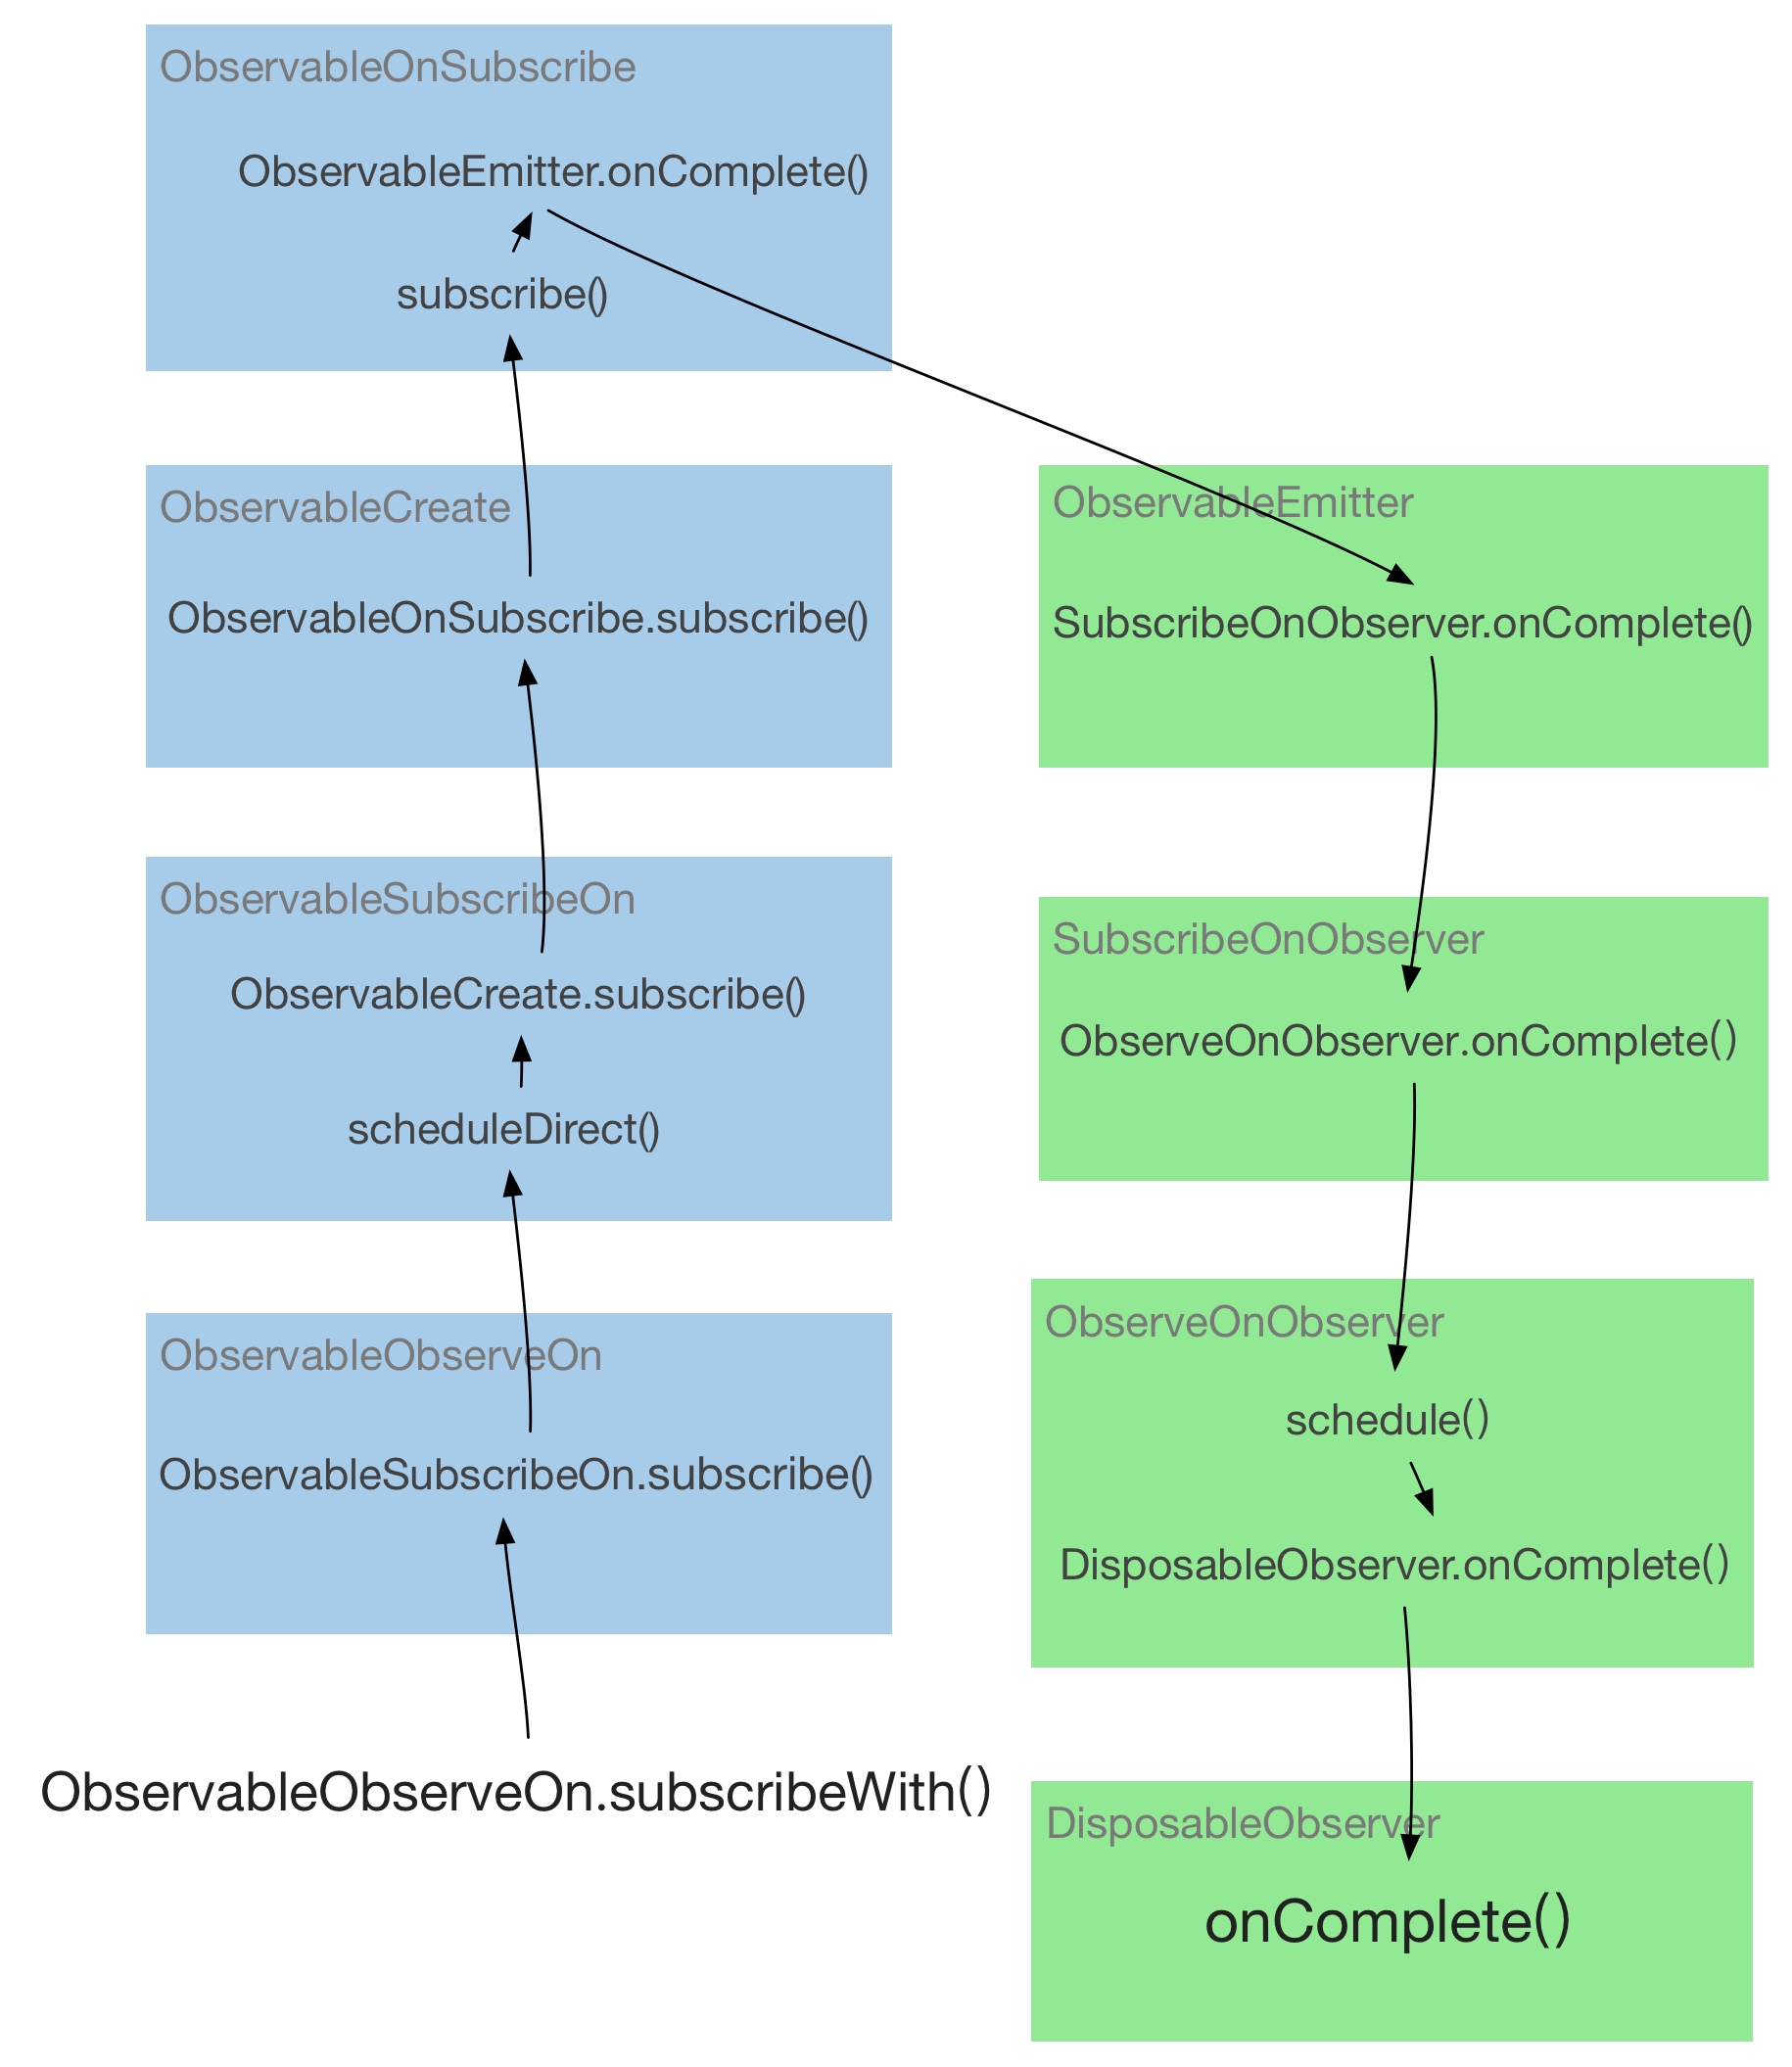 ObservableOnSubscribe
ObservableEmitter.onComplete()
subscribe()
ObservableCreate
ObservableOnSubscribe.subscribe()
ObservableSubscribeOn
ObservableCreate.subscribe()
scheduleDirect()
ObservableObserveOn
ObservableSubscribeOn.subscribe()
ObservableObserveOn.subscribeWith()
ObservableEmitter
SubscribeOnObserver.onComplete()
SubscribeOnObserver
ObserveOnObserver.onComplete()
ObserveOnObserver
schedule()
DisposableObserver.onComplete()
DisposableObserver
onComplete()